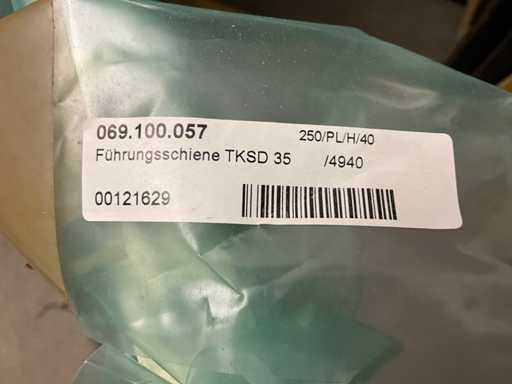 069.100.057 250/PL/H/40
Führungsschiene TKSD 35 /4940
00121629